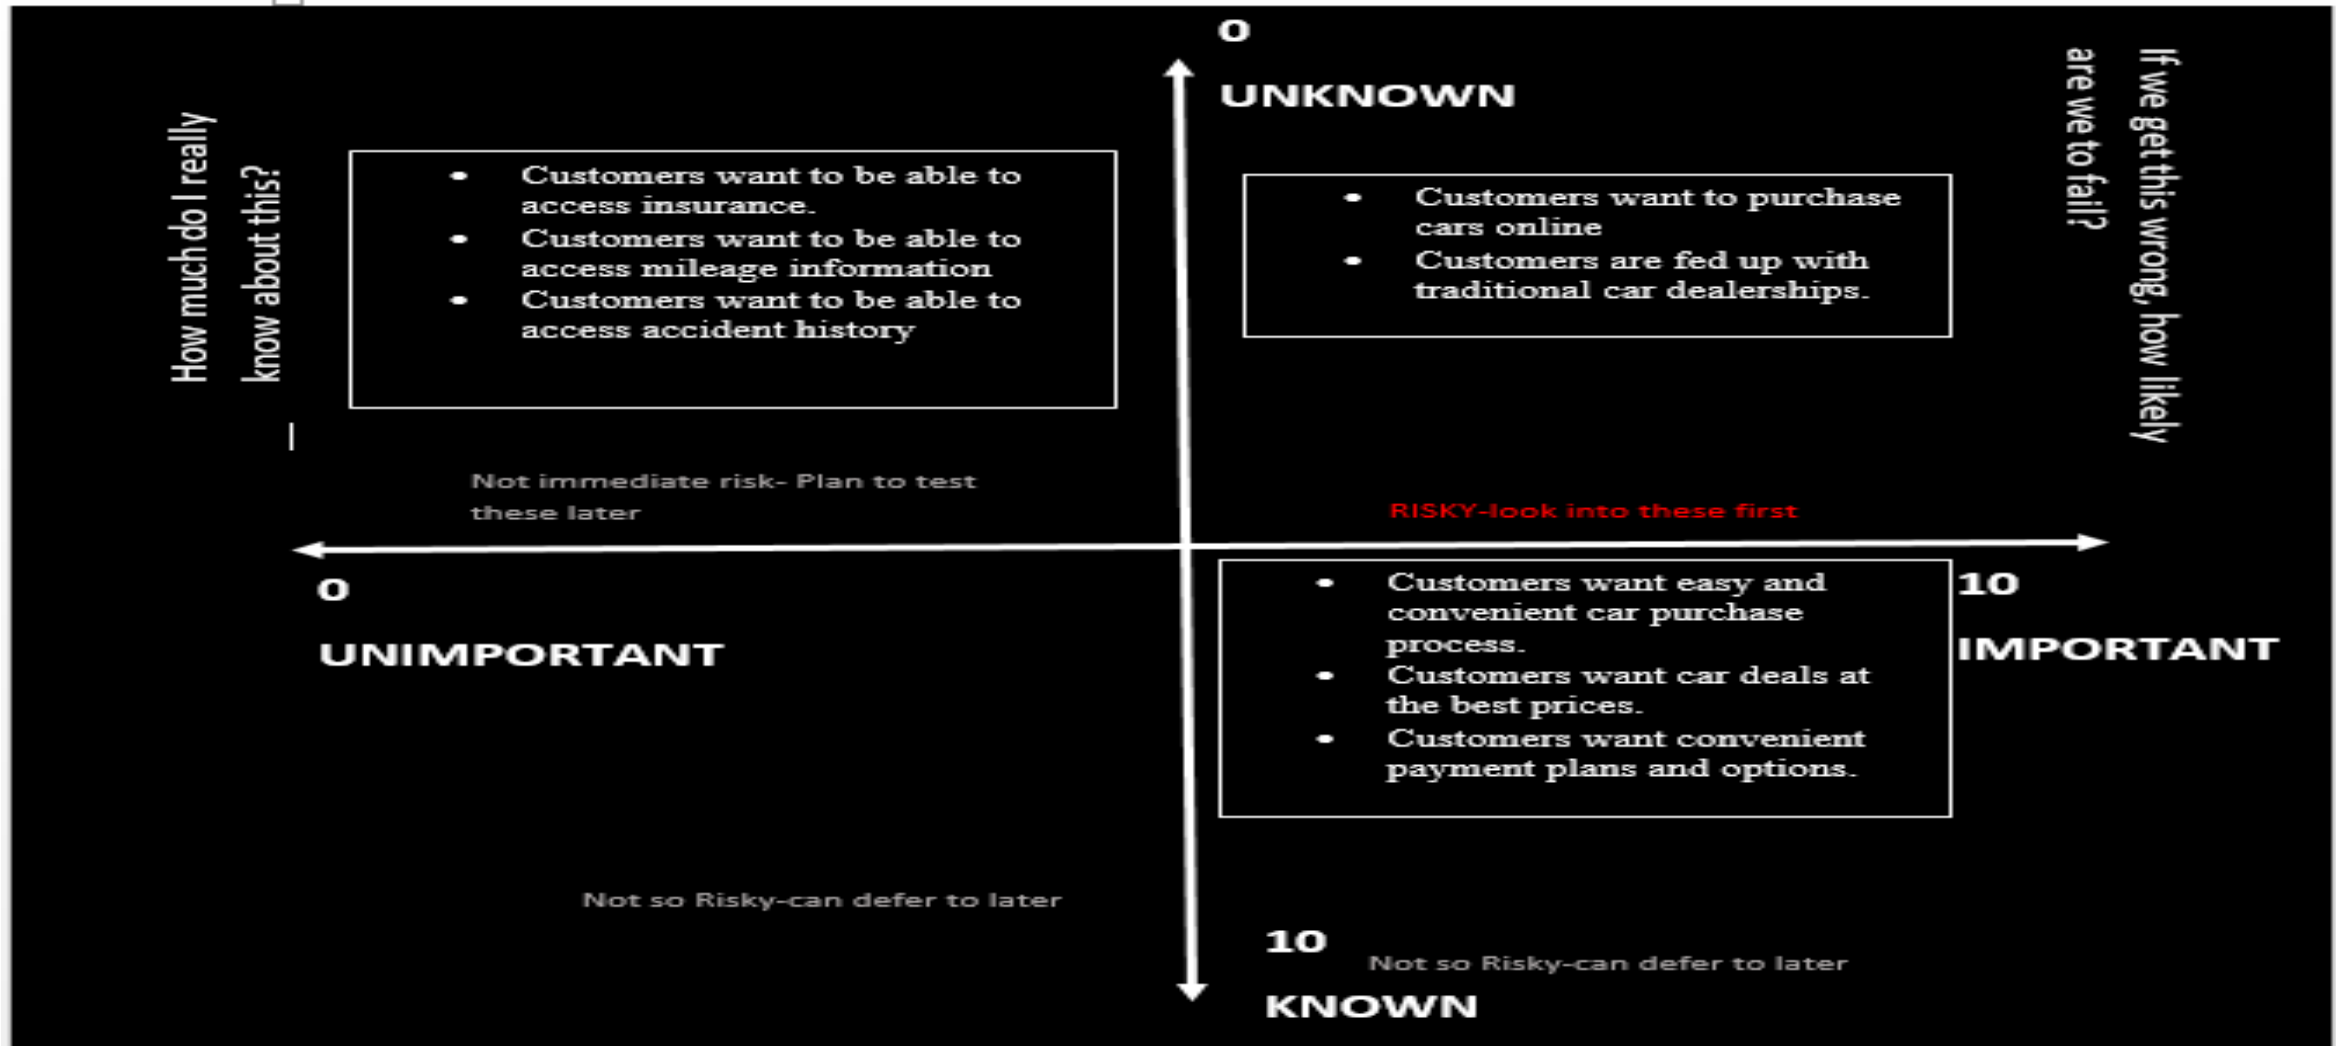 0
UNKNOWN
How much do I really
know about this?
If we get this wrong, how likely
are we to fail?
• Customers want to be able to
access insurance.
• Customers want to be able to
access mileage information
• Customers want to be able to
access accident history
• Customers want to purchase
cars online
• Customers are fed up with
traditional car dealerships.
Not immediate risk- Plan to test
these later
RISKY-look into these first
0
UNIMPORTANT
10
IMPORTANT
• Customers want easy and
convenient car purchase
process.
• Customers want car deals at
the best prices.
• Customers want convenient
payment plans and options.
Not so Risky-can defer to later
10
Not so Risky-can defer to later
KNOWN